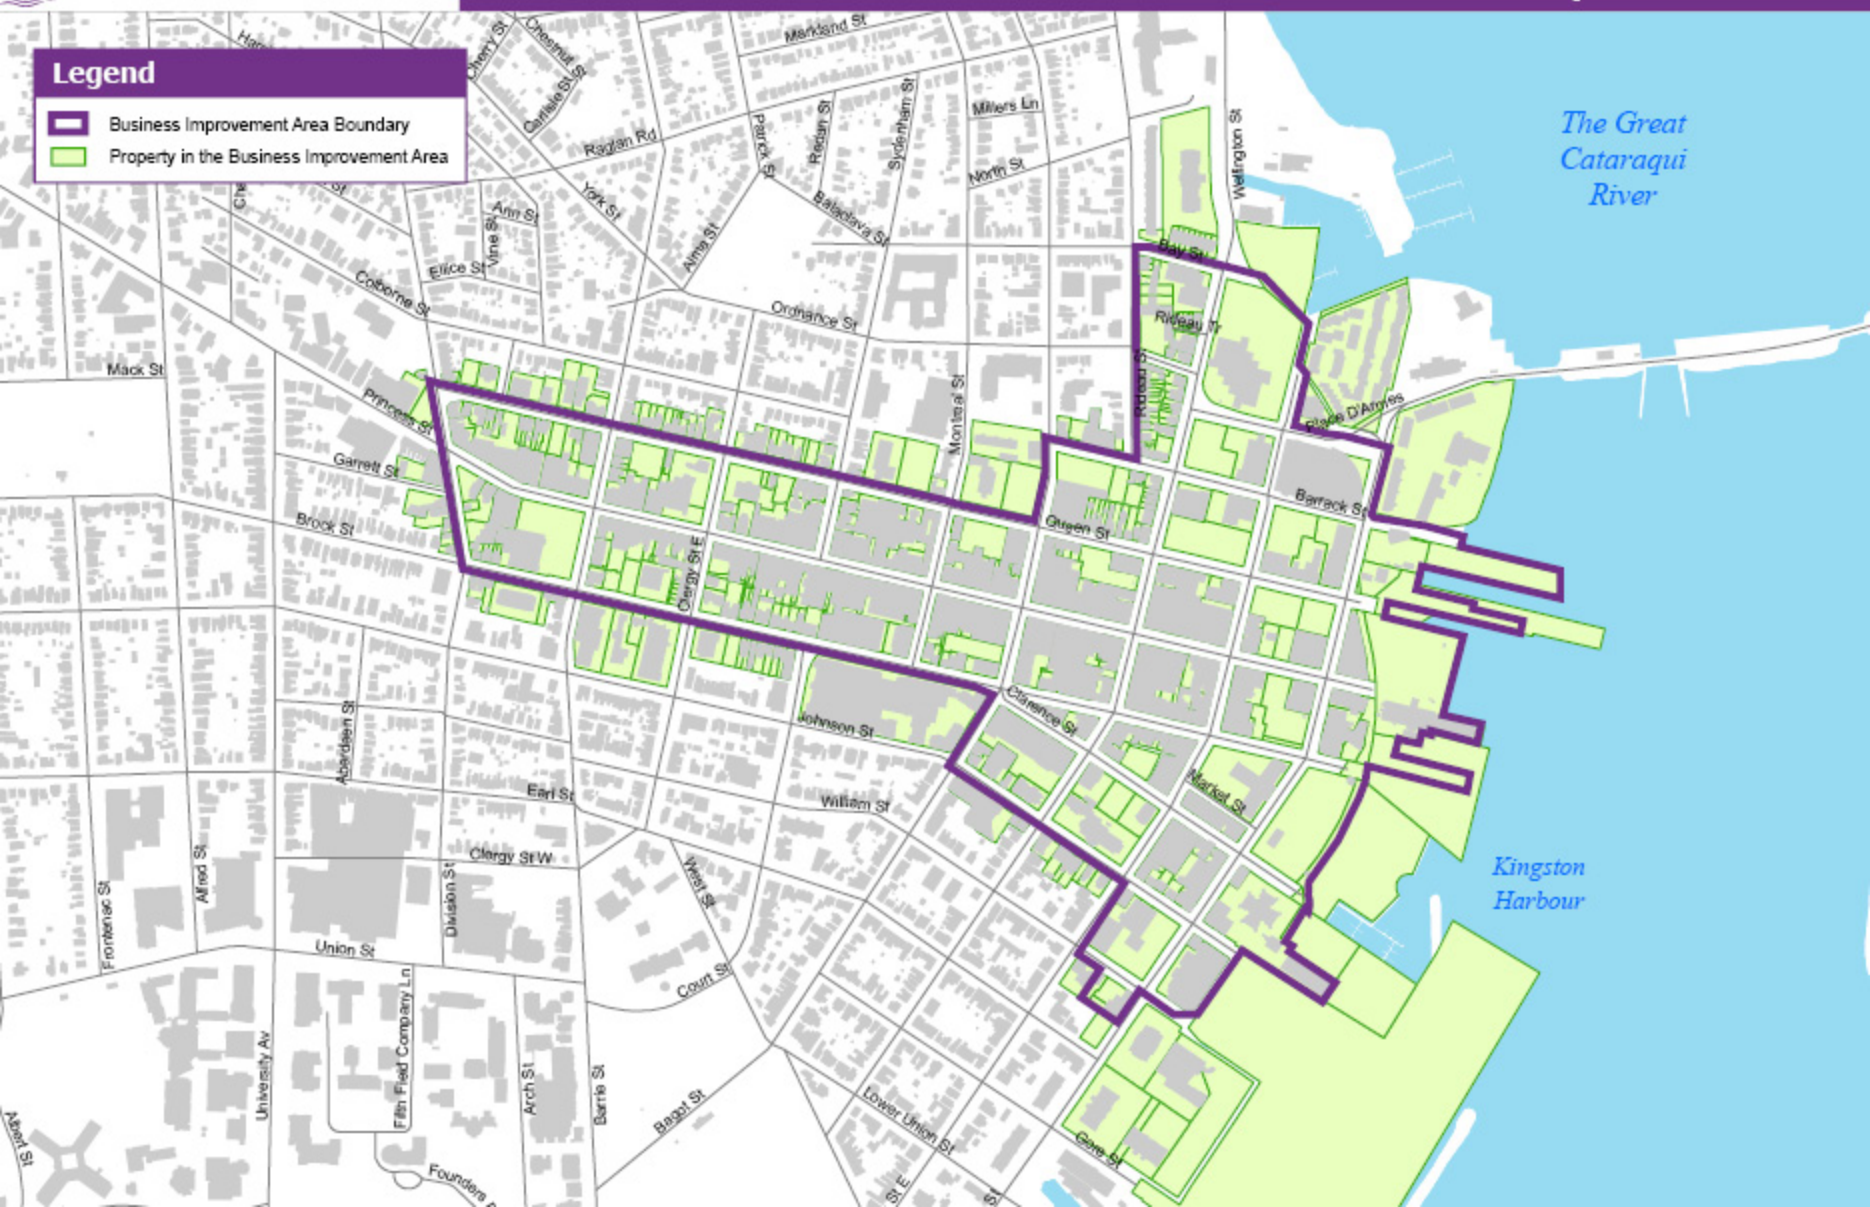 Legend
Business Improvement Area Boundary
Property in the Business Improvement Area
Cherry St
Chestnut St
Carlisle St
Markland St
Raglan Rd
Patrick St
Redan St
Sydenham St
Millers Ln
North St
Wellington St
The Great
Cataraqui
River
Ann St
Vine St
York St
Alma St
Balaclava St
Ellice St
Colborne St
Ordnance St
Bay St
Rideau Tr
Rideau St
Place D'Armes
Mack St
Princess St
Garrett St
Brock St
Montreal St
Queen St
Barrack St
Clergy St E
Clarence St
Johnson St
Market St
Aberdeen St
Earl St
William St
Clergy St W
West St
Kingston
Harbour
Frontenac St
Alfred St
Division St
Union St
Court St
University Av
Fifth Field Company Ln
Arch St
Barrie St
Bagot St
Lower Union St
Gore St
Albert St
Founders
St E
St